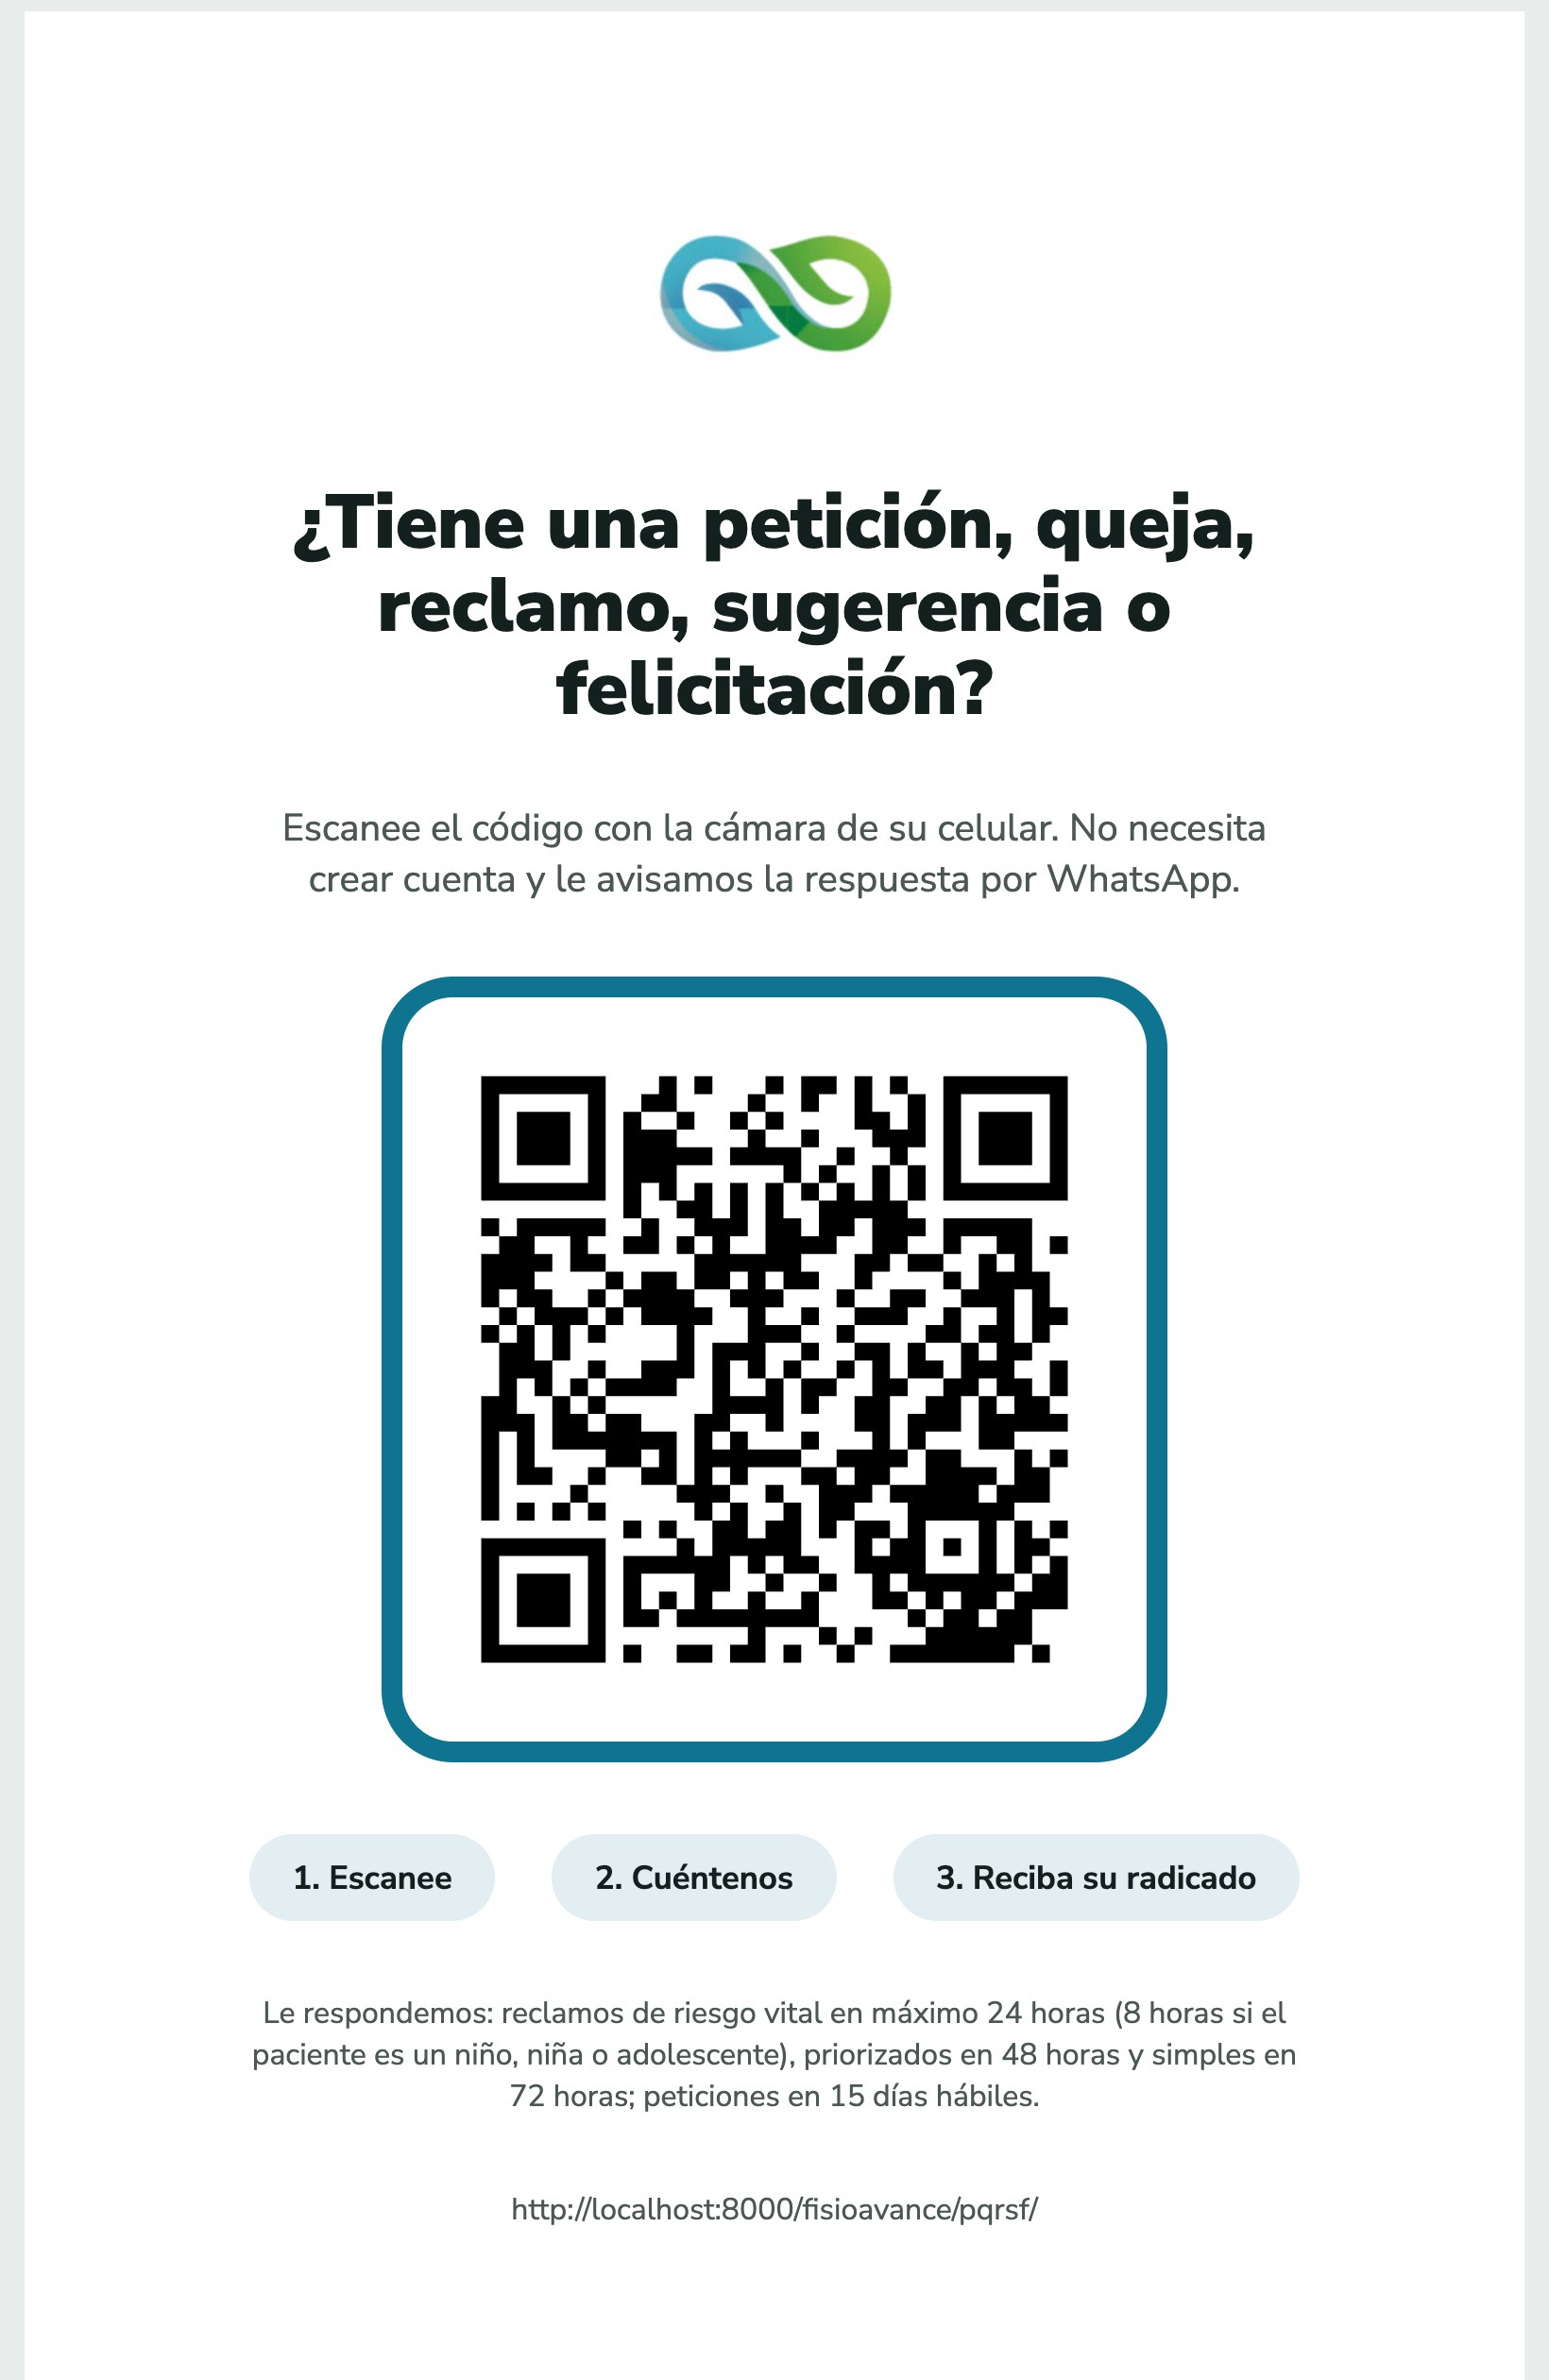 ¿Tiene una petición, queja,
reclamo, sugerencia o
felicitación?
Escanee el código con la cámara de su celular. No necesita
crear cuenta y le avisamos la respuesta por WhatsApp.
1. Escanee
2. Cuéntenos
3. Reciba su radicado
Le respondemos: reclamos de riesgo vital en máximo 24 horas (8 horas si el
paciente es un niño, niña o adolescente), priorizados en 48 horas y simples en
72 horas; peticiones en 15 días hábiles.
http://localhost:8000/fisioavance/pqrsf/